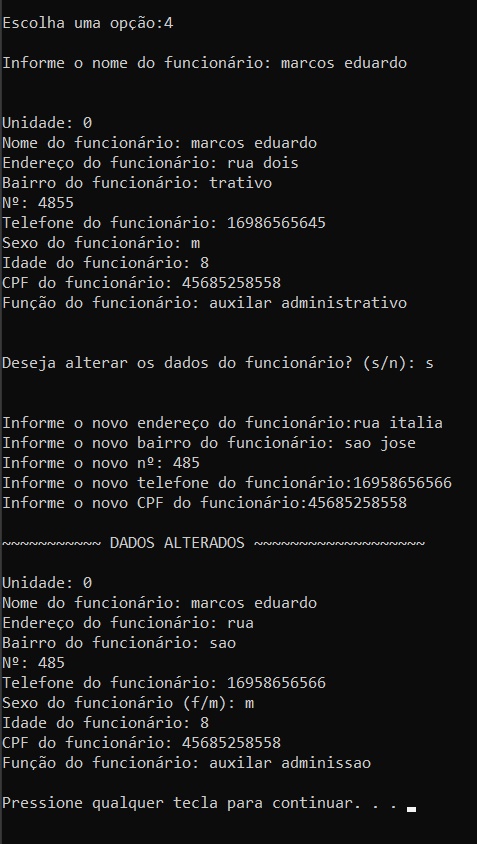 Escolha uma opção:4
Informe o nome do funcionário: marcos eduardo
Unidade: 0
Nome do funcionário: marcos eduardo
Endereço do funcionário: rua dois
Bairro do funcionário: trativo
Nº: 4855
Telefone do funcionário: 16986565645
Sexo do funcionário: m
Idade do funcionário: 8
CPF do funcionário: 45685258558
Função do funcionário: auxilar administrativo
Deseja alterar os dados do funcionário? (s/n): s
Informe o novo endereço do funcionário:rua italia
Informe o novo bairro do funcionário: sao jose
Informe o novo nº: 485
Informe o novo telefone do funcionário:16958656566
Informe o novo CPF do funcionário:45685258558
~~~~~~~~~~~ DADOS ALTERADOS ~~~~~~~~~~~~~~~~~~~
Unidade: 0
Nome do funcionário: marcos eduardo
Endereço do funcionário: rua
Bairro do funcionário: sao
Nº: 485
Telefone do funcionário: 16958656566
Sexo do funcionário (f/m): m
Idade do funcionário: 8
CPF do funcionário: 45685258558
Função do funcionário: auxilar adminissao
Pressione qualquer tecla para continuar. . .